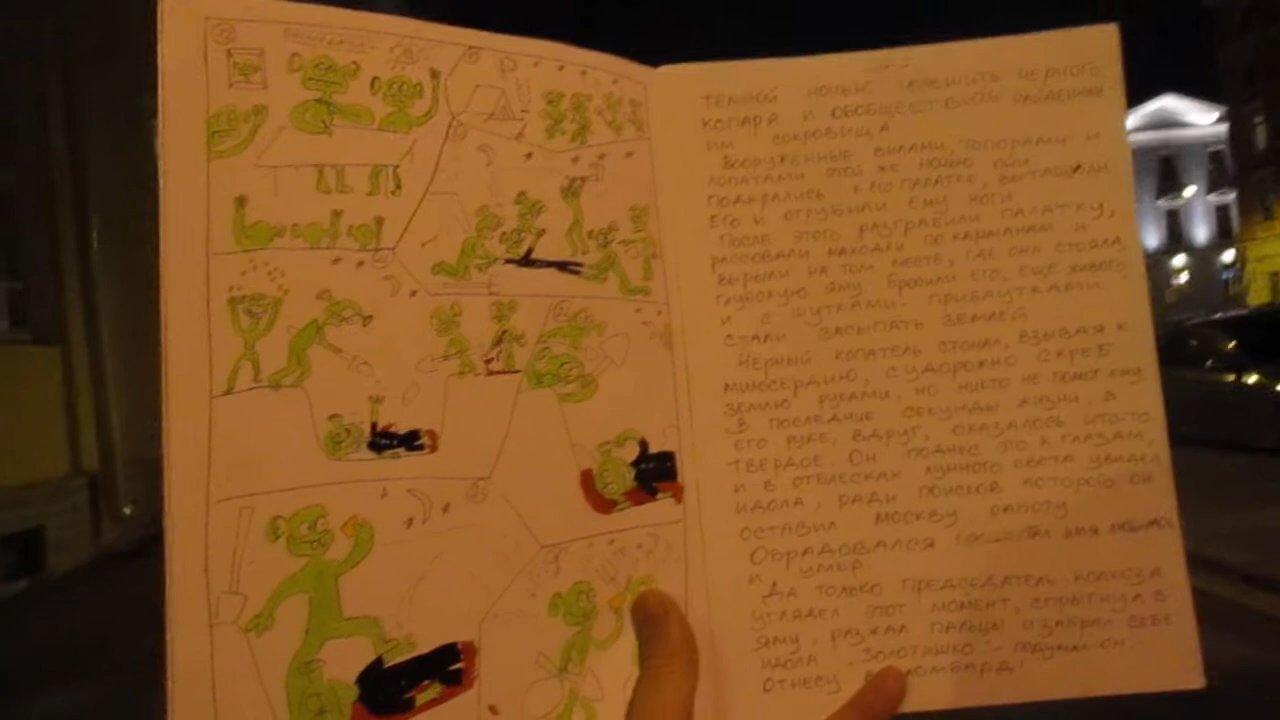 ТЕМНОЙ НОЧЬЮ ПОРЕШИТЬ ЧЕРНОГО
КОПАРА И ОБОБЩЕСТВИТЬ НАЙДЕННЫЕ
ИМ СОКРОВИЩА
ВООРУЖЕННЫЕ ВИЛАМИ, ТОПОРАМИ И
ЛОПАТАМИ ЭТОЙ ЖЕ НОЧЬЮ ОНИ
ПОДКРАЛИСЬ К ЕГО ПАЛАТКЕ, ВЫТАЩИЛИ
ЕГО И ОТРУБИЛИ ЕМУ НОГИ
ПОСЛЕ ЭТОГО РАЗГРАБИЛИ ПАЛАТКУ,
РАССОВАЛИ НАХОДКИ ПО КАРМАНАМ И
ВЫРЫЛИ НА ТОМ МЕСТЕ, ГДЕ ОНА СТОЯЛА,
ГЛУБОКУЮ ЯМУ. БРОСИЛИ ЕГО, ЕЩЕ ЖИВОГО
И С ШУТКАМИ-ПРИБАУТКАМИ
СТАЛИ ЗАСЫПАТЬ ЗЕМЛЕЙ
ЧЕРНЫЙ КОПАТЕЛЬ СТОНАЛ, ВЗЫВАЯ К
МИЛОСЕРДИЮ, СУДОРОЖНО СКРЕБ
ЗЕМЛЮ РУКАМИ, НО НИКТО НЕ ПОМОГ ЕМУ
В ПОСЛЕДНИЕ СЕКУНДЫ ЖИЗНИ, В
ЕГО РУКЕ, ВДРУГ, ОКАЗАЛОСЬ ЧТО-ТО
ТВЕРДОЕ. ОН ПОДНЕС ЭТО К ГЛАЗАМ,
И В ОТБЛЕСКАХ ЛУННОГО СВЕТА УВИДЕЛ
ИДОЛА, РАДИ ПОИСКОВ КОТОРОГО ОН
ОСТАВИЛ МОСКВУ РАБОТУ
ОБРАДОВАЛСЯ ИМЯ
И УМЕР
ДА ТОЛЬКО ПРЕДСЕДАТЕЛЬ КОЛХОЗА
УГЛЯДЕЛ ЭТОТ МОМЕНТ, СПРЫГНУЛ В
ЯМУ, РАЗЖАЛ ПАЛЬЦЫ И ЗАБРАЛ СЕБЕ
ИДОЛА "ЗОЛОТИШКО" - ПОДУМАЛ ОН -
ОТНЕСУ В ЛОМБАРД!